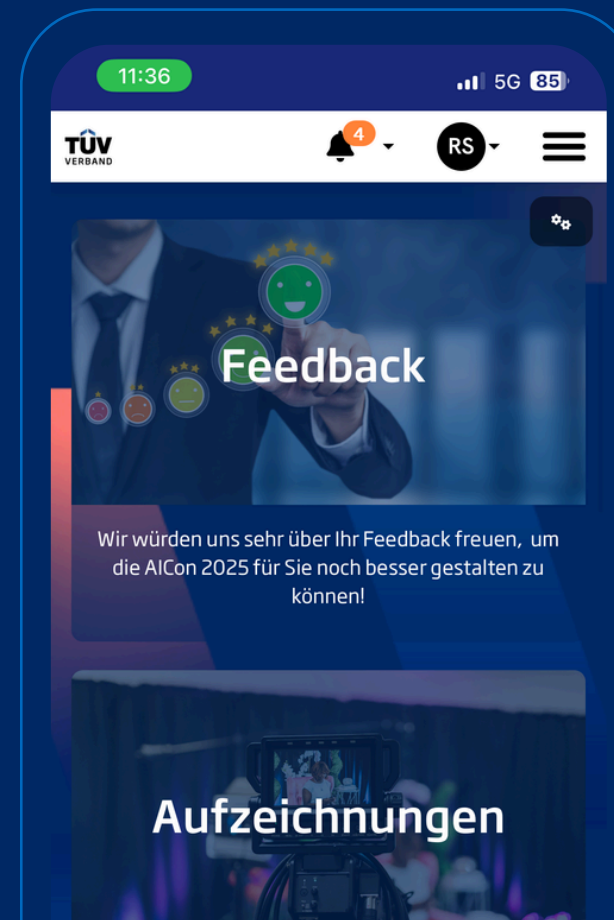 11:36
5G 85
TÜV
VERBAND
4
RS
Feedback
Wir würden uns sehr über Ihr Feedback freuen, um
die AICon 2025 für Sie noch besser gestalten zu
können!
Aufzeichnungen